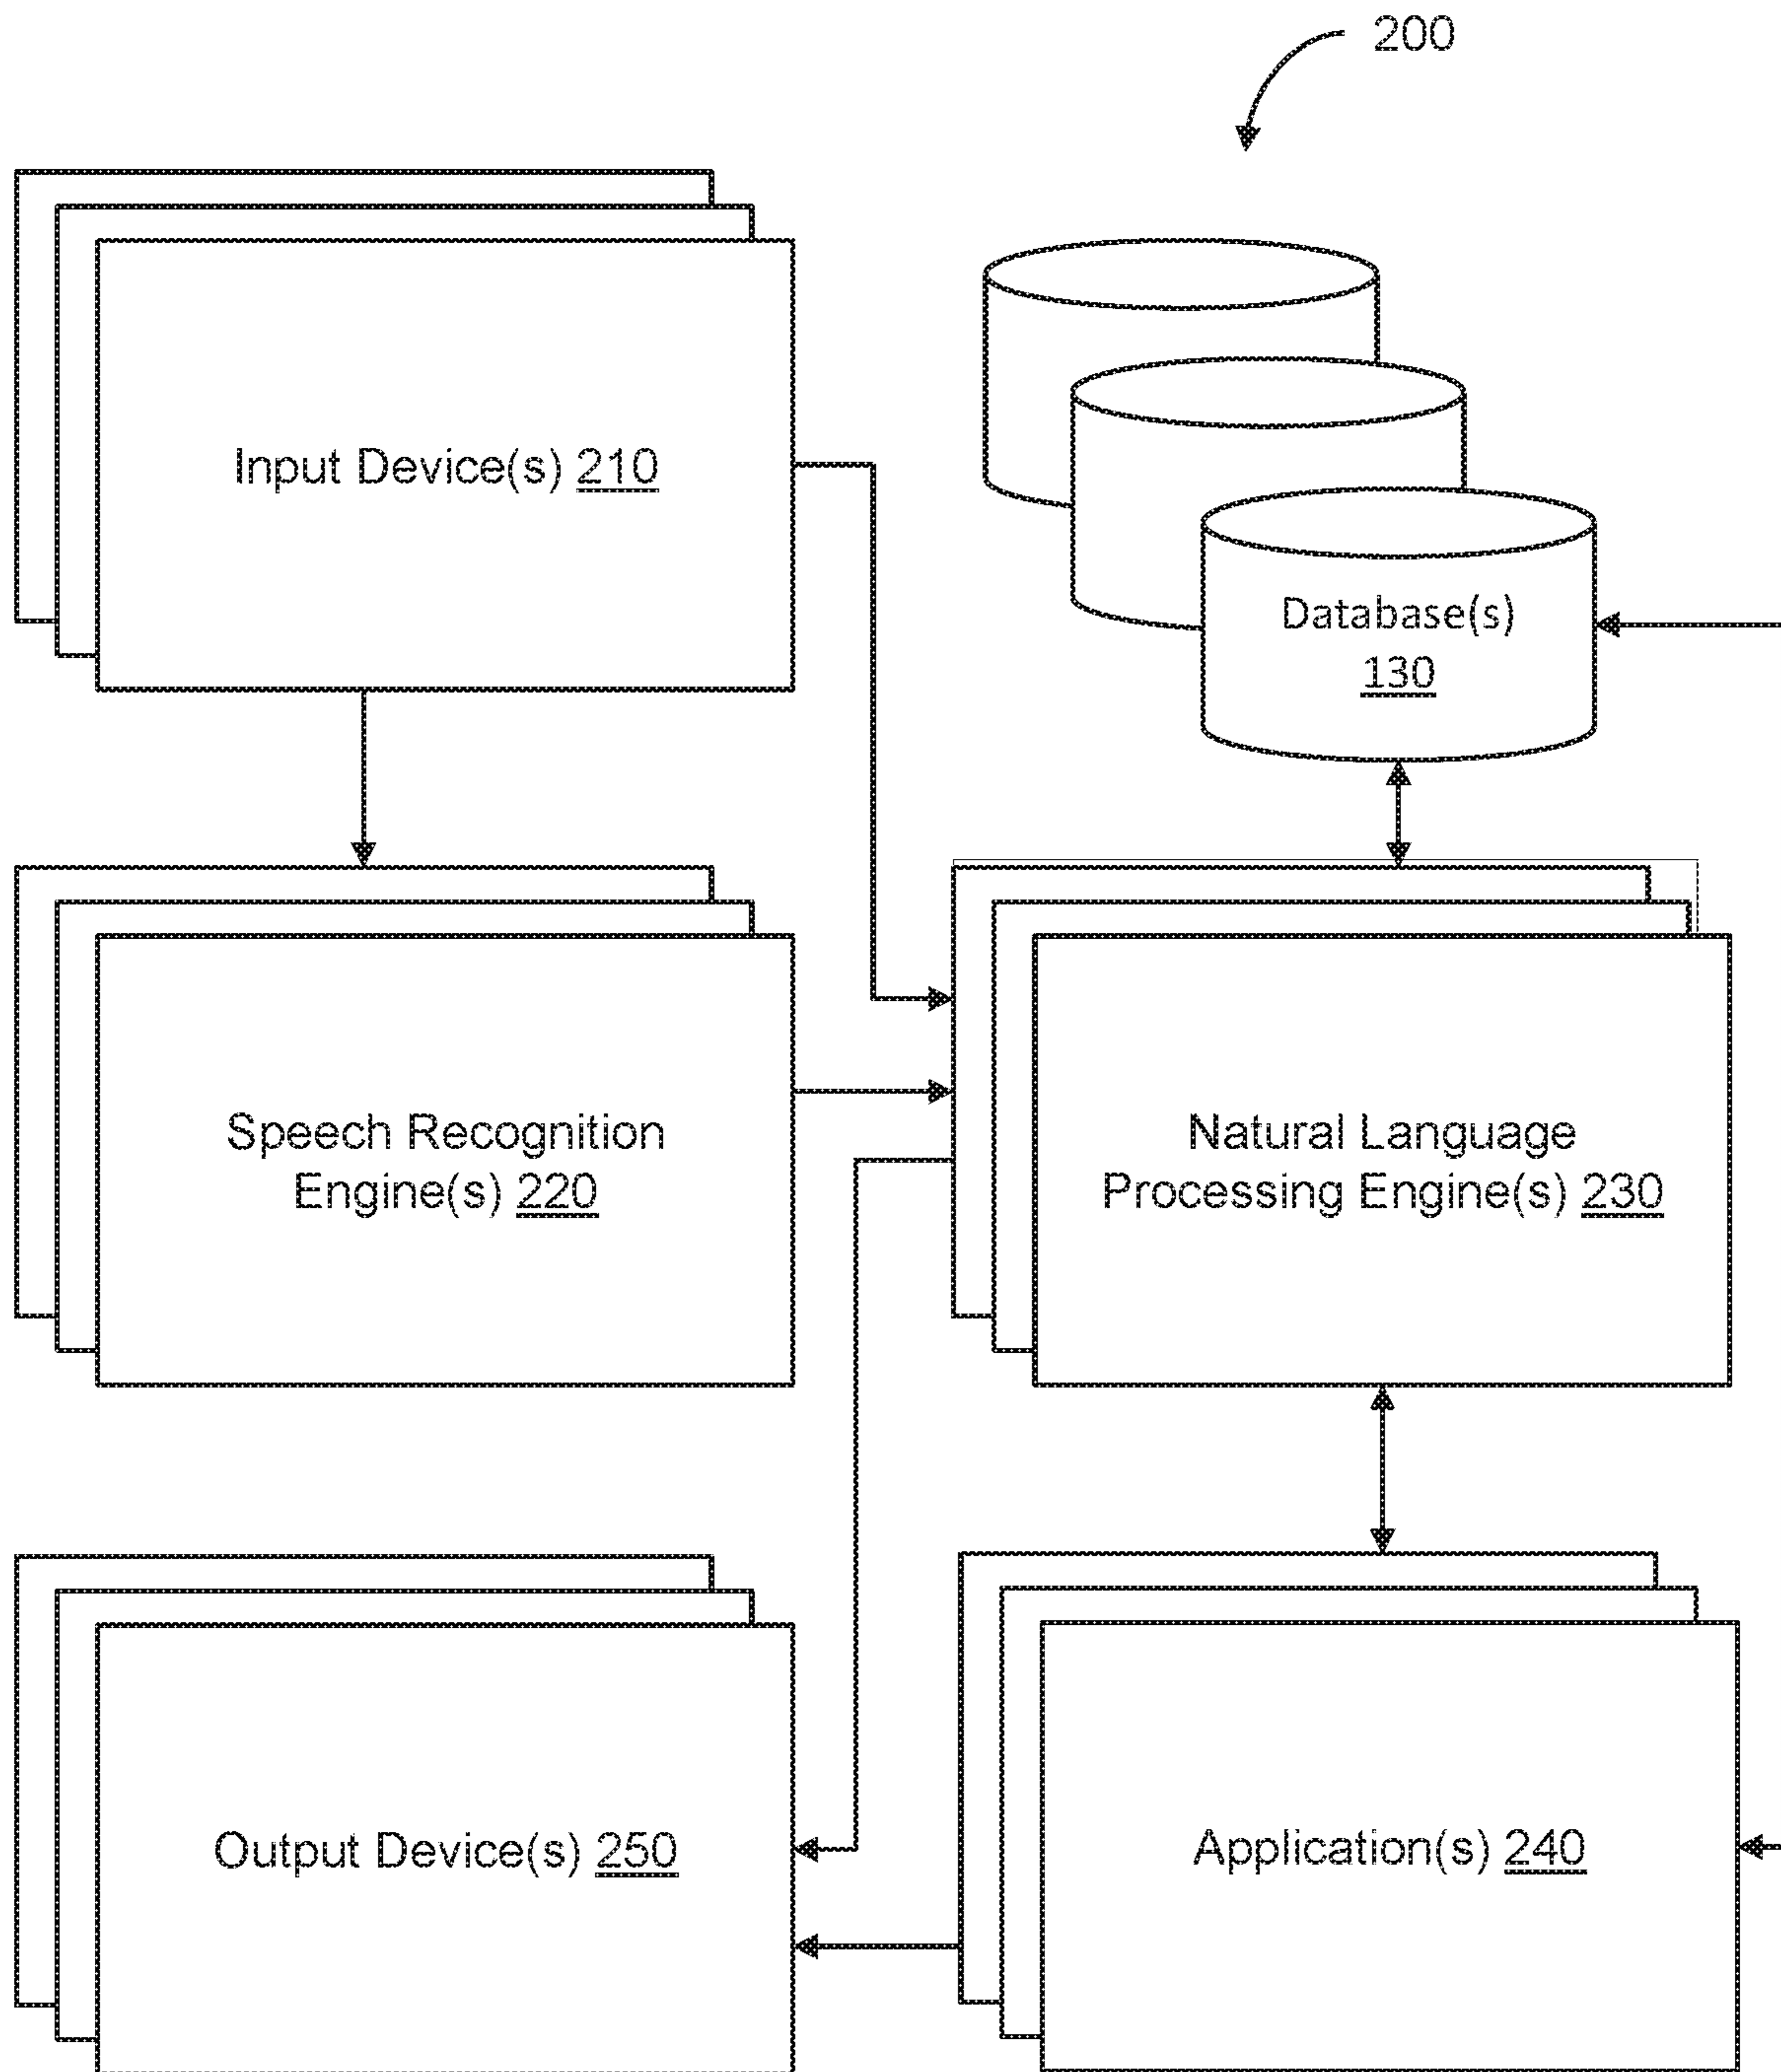 200
Input Device(s) 210
Database(s)
130
Speech Recognition
Engine(s) 220
Natural Language
Processing Engine(s) 230
Output Device(s) 250
Application(s) 240